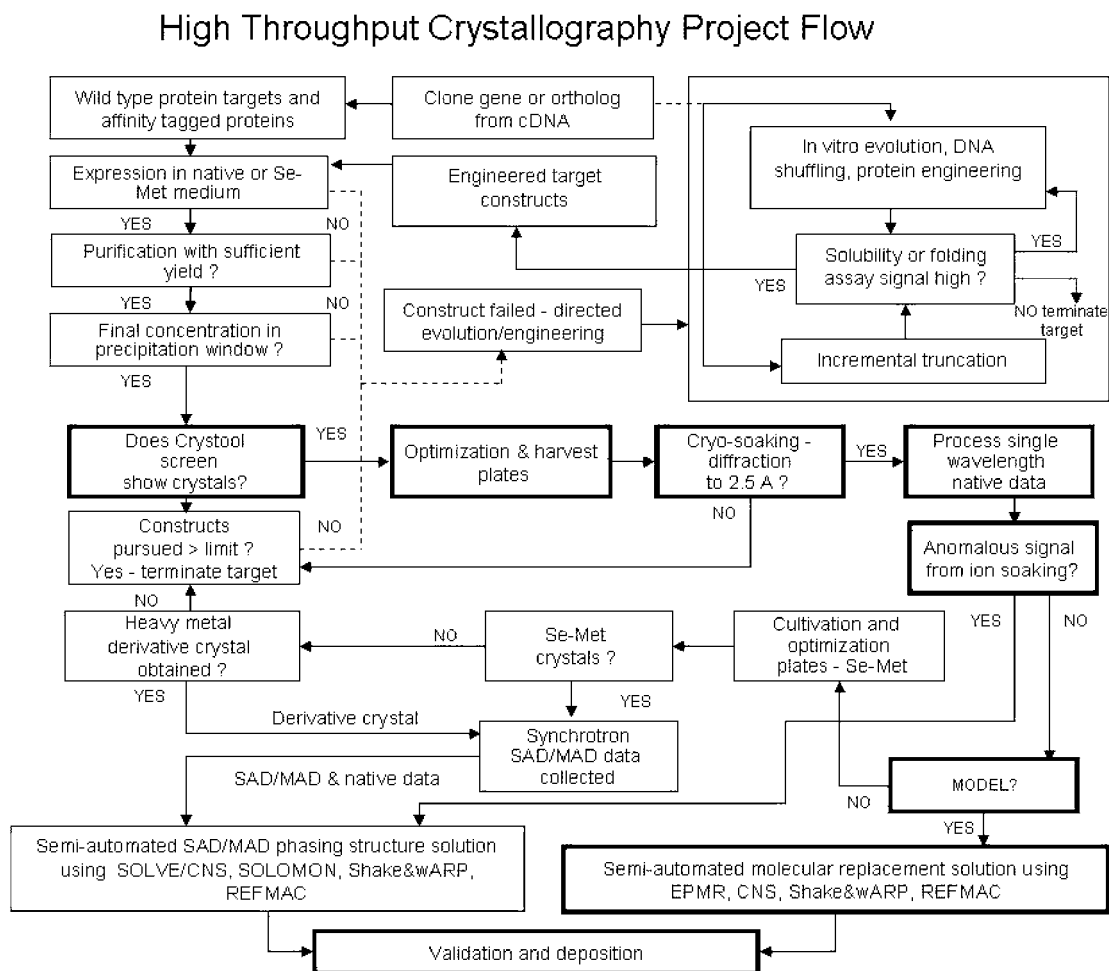 High Throughput Crystallography Project Flow
Wild type protein targets and
affinity tagged proteins
Clone gene or ortholog
from cDNA
In vitro evolution, DNA
shuffling, protein engineering
Expression in native or Se-
Met medium
Engineered target
constructs
YES
NO
YES
Purification with sufficient
yield ?
Solubility or folding
assay signal high ?
YES
YES
NO
NO terminate
target
Final concentration in
precipitation window ?
Construct failed - directed
evolution/engineering
Incremental truncation
YES
Does Crystool
screen
show crystals?
YES
Optimization & harvest
plates
Cryo-soaking -
diffraction
to 2.5 A ?
YES
Process single
wavelength
native data
NO
NO
Constructs
pursued > limit ?
Yes - terminate target
Anomalous signal
from ion soaking?
NO
YES
NO
Heavy metal
derivative crystal
obtained ?
NO
Se-Met
crystals ?
Cultivation and
optimization
plates - Se-Met
YES
YES
Derivative crystal
Synchrotron
SAD/MAD data
collected
SAD/MAD & native data
MODEL?
NO
YES
Semi-automated SAD/MAD phasing structure solution
using SOLVE/CNS, SOLOMON, Shake&wARP,
REFMAC
Semi-automated molecular replacement solution using
EPMR, CNS, Shake&wARP, REFMAC
Validation and deposition